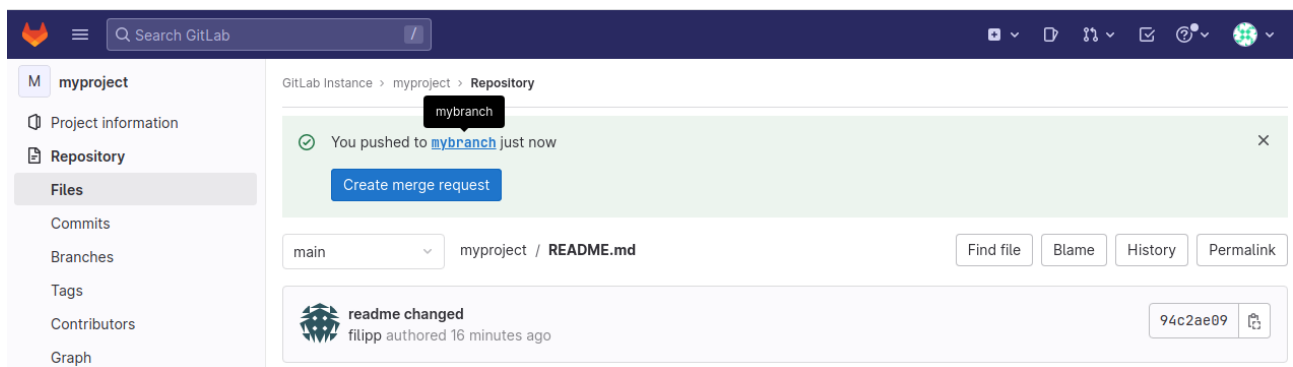 Search GitLab /
M myproject
GitLab Instance > myproject > Repository
mybranch
Project information
You pushed to mybranch just now
Repository
Create merge request
Files
Commits
Branches
main
myproject / README.md
Find file
Blame
History
Permalink
Tags
Contributors
Graph
readme changed
filipp authored 16 minutes ago
94c2ae09